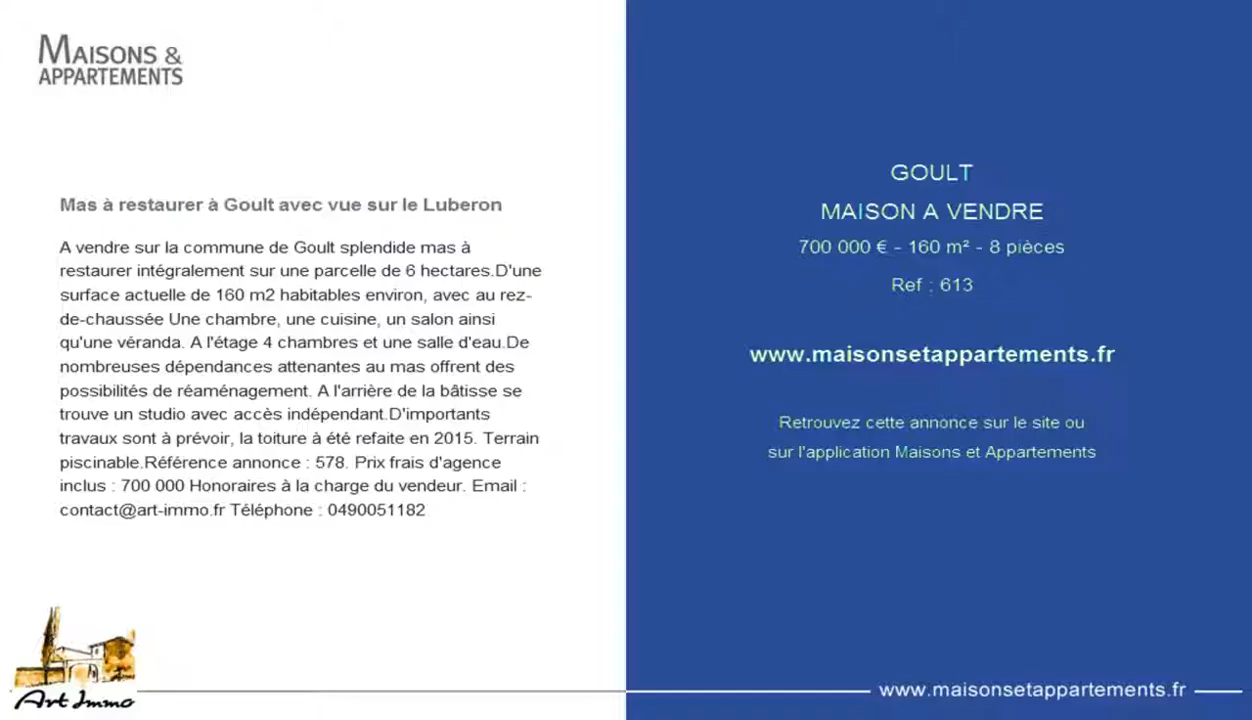 MAISONS &
APPARTEMENTS
Mas à restaurer à Goult avec vue sur le Luberon
A vendre sur la commune de Goult splendide mas à
restaurer intégralement sur une parcelle de 6 hectares.D'une
surface actuelle de 160 m2 habitables environ, avec au rez-
de-chaussée Une chambre, une cuisine, un salon ainsi
qu'une véranda. A l'étage 4 chambres et une salle d'eau.De
nombreuses dépendances attenantes au mas offrent des
possibilités de réaménagement. A l'arrière de la bâtisse se
trouve un studio avec accès indépendant.D'importants
travaux sont à prévoir, la toiture à été refaite en 2015. Terrain
piscinable.Référence annonce : 578. Prix frais d'agence
inclus : 700 000 Honoraires à la charge du vendeur. Email :
contact@art-immo.fr Téléphone : 0490051182
Art Immo
GOULT
MAISON A VENDRE
700 000 € - 160 m² - 8 pièces
Ref : 613
www.maisonsetappartements.fr
Retrouvez cette annonce sur le site ou
sur l'application Maisons et Appartements
www.maisonsetappartements.fr